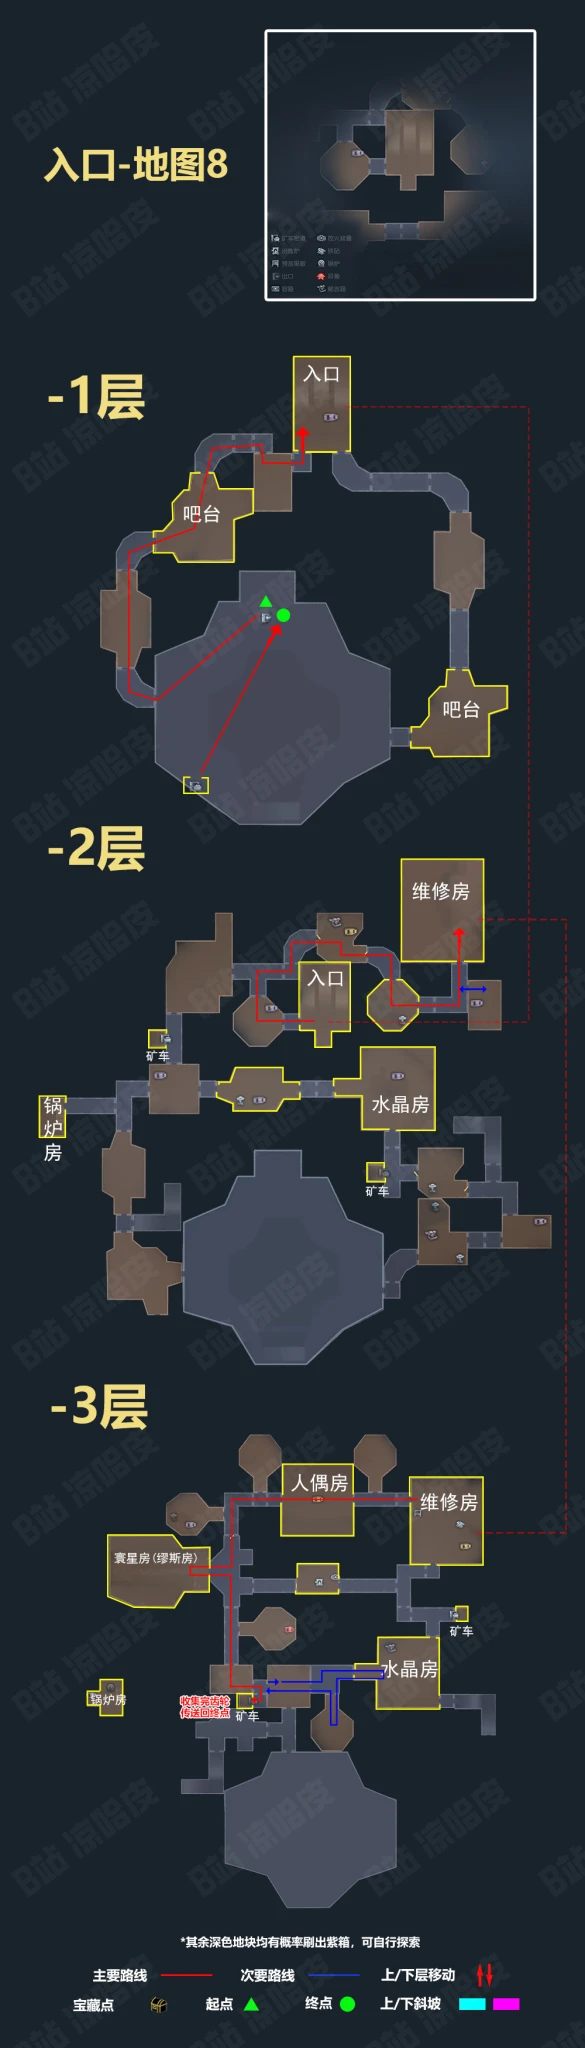 入口-地图8
-1层
入口
吧台
吧台
-2层
维修房
入口
矿车
锅炉房
水晶房
矿车
-3层
人偶房
维修房
寰星房(缪斯房)
矿车
水晶房
锅炉房
收集完齿轮
传送回终点
矿车
*其余深色地块均有概率刷出紫箱，可自行探索
主要路线 次要路线 上/下层移动
宝藏点 起点 终点 上/下斜坡